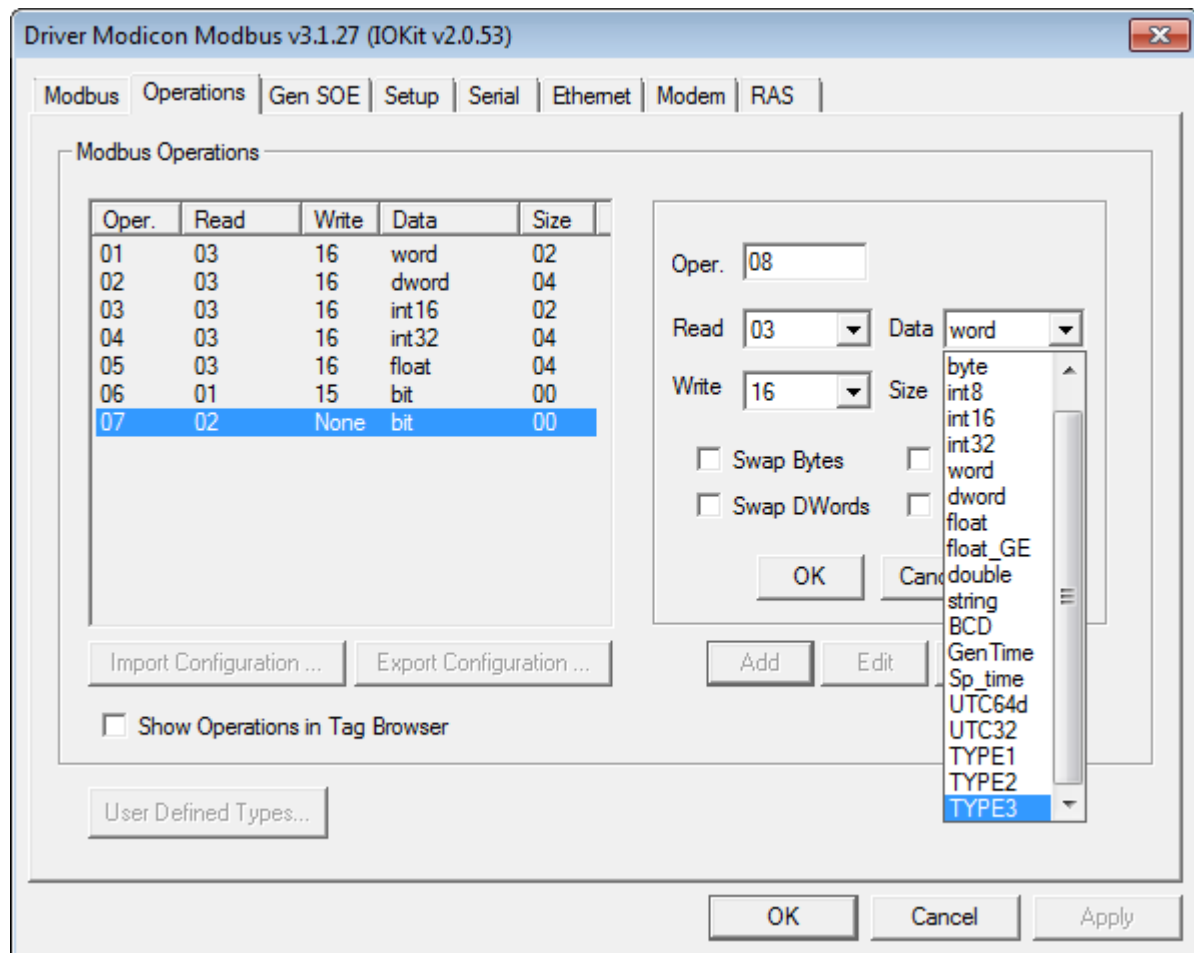 Driver Modicon Modbus v3.1.27 (IOKit v2.0.53)
Modbus Operations Gen SOE Setup Serial Ethernet Modem RAS
Modbus Operations
Oper. Read Write Data Size
01 03 16 word 02
02 03 16 dword 04
03 03 16 int16 02
04 03 16 int32 04
05 03 16 float 04
06 01 15 bit 00
07 02 None bit 00
Oper. 08
Read 03 Data word
Write 16 Size
Swap Bytes
Swap DWords
OK
byte
int8
int16
int32
word
dword
float
float_GE
double
string
BCD
GenTime
Sp_time
UTC64d
UTC32
TYPE1
TYPE2
TYPE3
Import Configuration ... Export Configuration ... Add Edit
Show Operations in Tag Browser
User Defined Types...
OK Cancel Apply